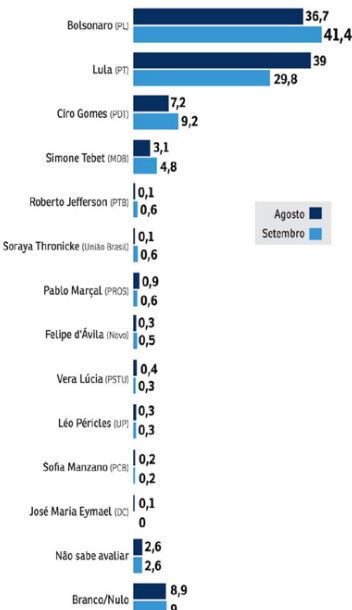 Bolsonaro (PL)
36,7
41,4
Lula (PT)
39
29,8
Ciro Gomes (PDT)
7,2
9,2
Simone Tebet (MDB)
3,1
4,8
Roberto Jefferson (PTB)
0,1
0,6
Soraya Thronicke (União Brasil)
0,1
0,6
Agosto
Setembro
Pablo Marçal (PROS)
0,9
0,6
Felipe d'Ávila (Novo)
0,3
0,5
Vera Lúcia (PSTU)
0,4
0,3
Léo Péricles (UP)
0,3
0,3
Sofia Manzano (PCB)
0,2
0,2
José Maria Eymael (DC)
0,1
0
Não sabe avaliar
2,6
2,6
Branco/Nulo
8,9
9